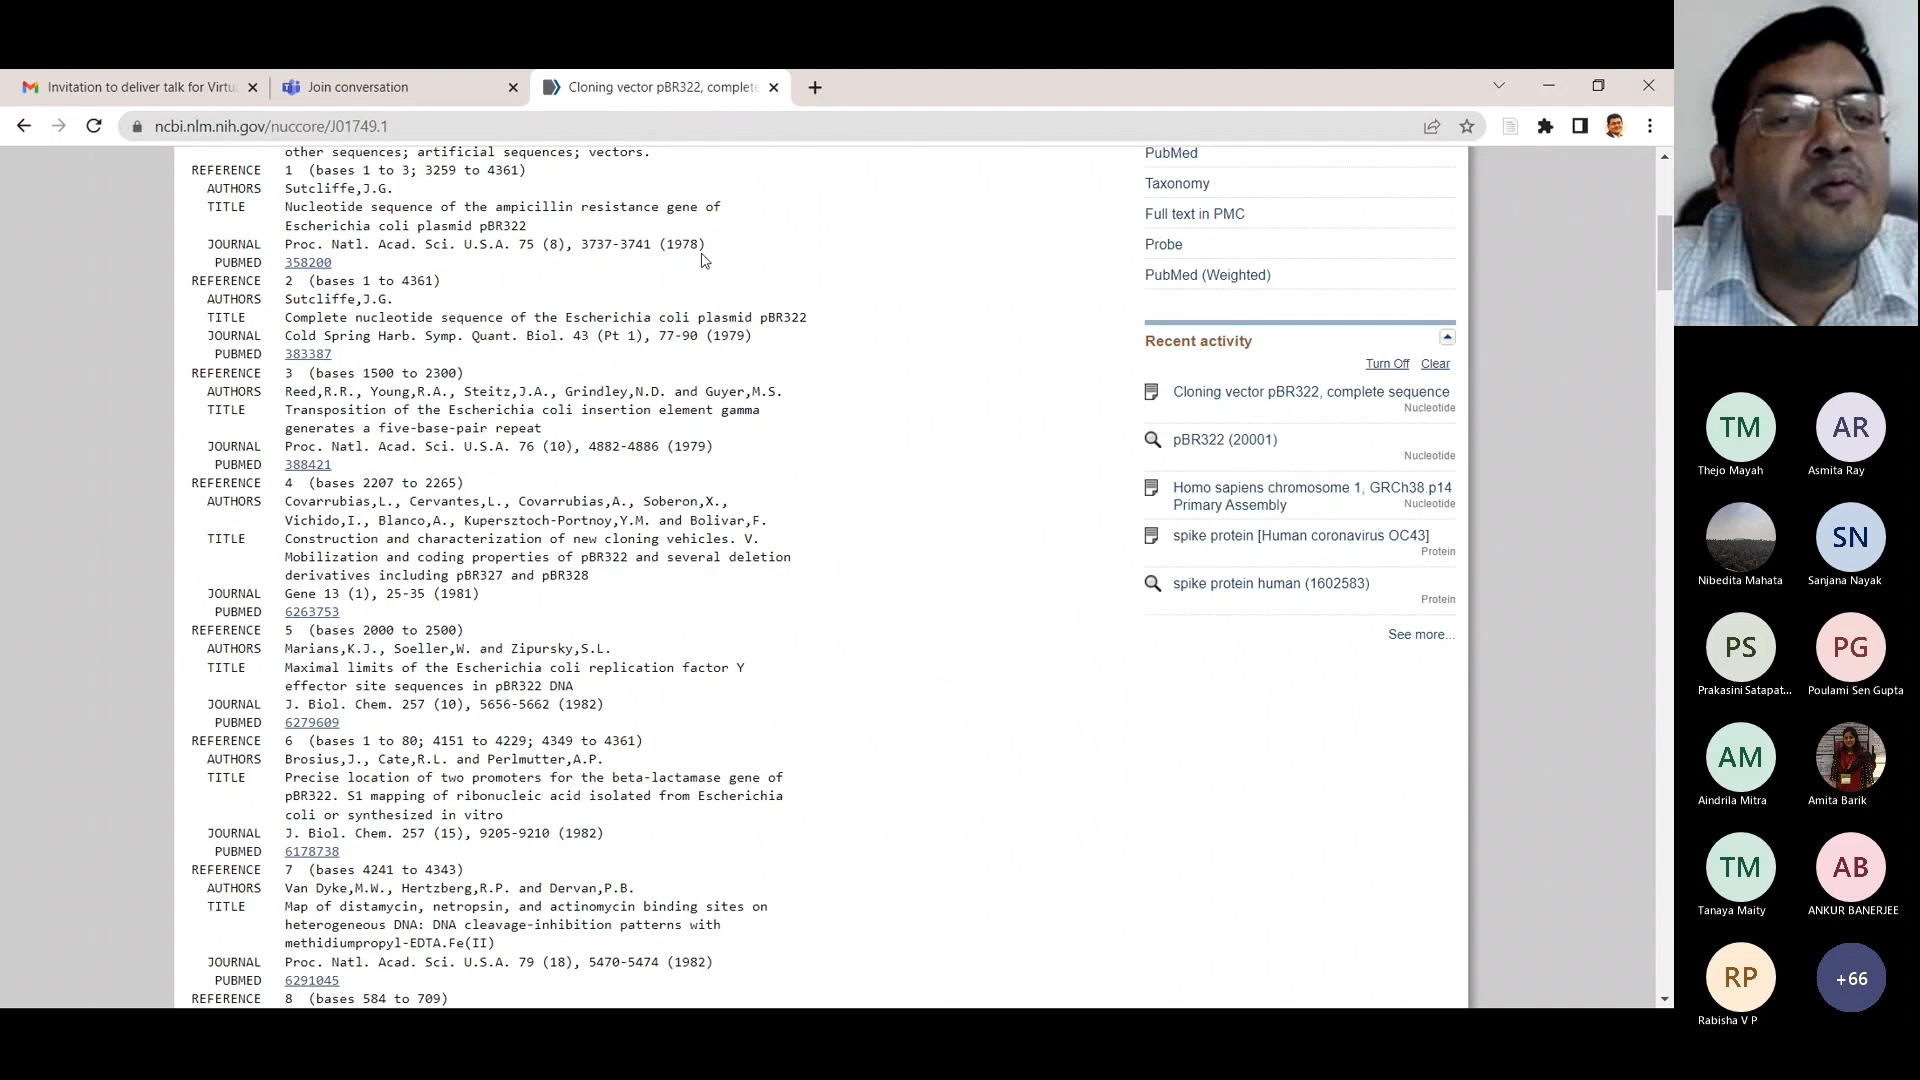 Invitation to deliver talk for Virtu
Join conversation
Cloning vector pBR322, complete
ncbi.nlm.nih.gov/nuccore/J01749.1
other sequences; artificial sequences; vectors.
REFERENCE 1 (bases 1 to 3; 3259 to 4361)
AUTHORS Sutcliffe,J.G.
TITLE Nucleotide sequence of the ampicillin resistance gene of
Escherichia coli plasmid pBR322
JOURNAL Proc. Natl. Acad. Sci. U.S.A. 75 (8), 3737-3741 (1978)
PUBMED 358200
REFERENCE 2 (bases 1 to 4361)
AUTHORS Sutcliffe,J.G.
TITLE Complete nucleotide sequence of the Escherichia coli plasmid pBR322
JOURNAL Cold Spring Harb. Symp. Quant. Biol. 43 (Pt 1), 77-90 (1979)
PUBMED 383387
REFERENCE 3 (bases 1500 to 2300)
AUTHORS Reed,R.R., Young,R.A., Steitz,J.A., Grindley,N.D. and Guyer,M.S.
TITLE Transposition of the Escherichia coli insertion element gamma
generates a five-base-pair repeat
JOURNAL Proc. Natl. Acad. Sci. U.S.A. 76 (10), 4882-4886 (1979)
PUBMED 388421
REFERENCE 4 (bases 2207 to 2265)
AUTHORS Covarrubias,L., Cervantes,L., Covarrubias,A., Soberon,X.,
Vichido,I., Blanco,A., Kupersztoch-Portnoy,Y.M. and Bolivar,F.
TITLE Construction and characterization of new cloning vehicles. V.
Mobilization and coding properties of pBR322 and several deletion
derivatives including pBR327 and pBR328
JOURNAL Gene 13 (1), 25-35 (1981)
PUBMED 6263753
REFERENCE 5 (bases 2000 to 2500)
AUTHORS Marians,K.J., Soeller,W. and Zipursky,S.L.
TITLE Maximal limits of the Escherichia coli replication factor Y
effector site sequences in pBR322 DNA
JOURNAL J. Biol. Chem. 257 (10), 5656-5662 (1982)
PUBMED 6279609
REFERENCE 6 (bases 1 to 80; 4151 to 4229; 4349 to 4361)
AUTHORS Brosius,J., Cate,R.L. and Perlmutter,A.P.
TITLE Precise location of two promoters for the beta-lactamase gene of
pBR322. S1 mapping of ribonucleic acid isolated from Escherichia
coli or synthesized in vitro
JOURNAL J. Biol. Chem. 257 (15), 9205-9210 (1982)
PUBMED 6178738
REFERENCE 7 (bases 4241 to 4343)
AUTHORS Van Dyke,M.W., Hertzberg,R.P. and Dervan,P.B.
TITLE Map of distamycin, netropsin, and actinomycin binding sites on
heterogeneous DNA: DNA cleavage-inhibition patterns with
methidiumpropyl-EDTA.Fe(II)
JOURNAL Proc. Natl. Acad. Sci. U.S.A. 79 (18), 5470-5474 (1982)
PUBMED 6291045
REFERENCE 8 (bases 584 to 709)
PubMed
Taxonomy
Full text in PMC
Probe
PubMed (Weighted)
Recent activity
Turn Off Clear
Cloning vector pBR322, complete sequence
Nucleotide
pBR322 (20001)
Nucleotide
Homo sapiens chromosome 1, GRCh38.p14
Primary Assembly
Nucleotide
spike protein [Human coronavirus OC43]
Protein
spike protein human (1602583)
Protein
See more...
TM AR
Thejo Mayah Asmita Ray
SN
Nibedita Mahata Sanjana Nayak
PS PG
Prakasini Satapat... Poulami Sen Gupta
AM
Aindrila Mitra Amita Barik
TM AB
Tanaya Maity ANKUR BANERJEE
RP +66
Rabisha V P